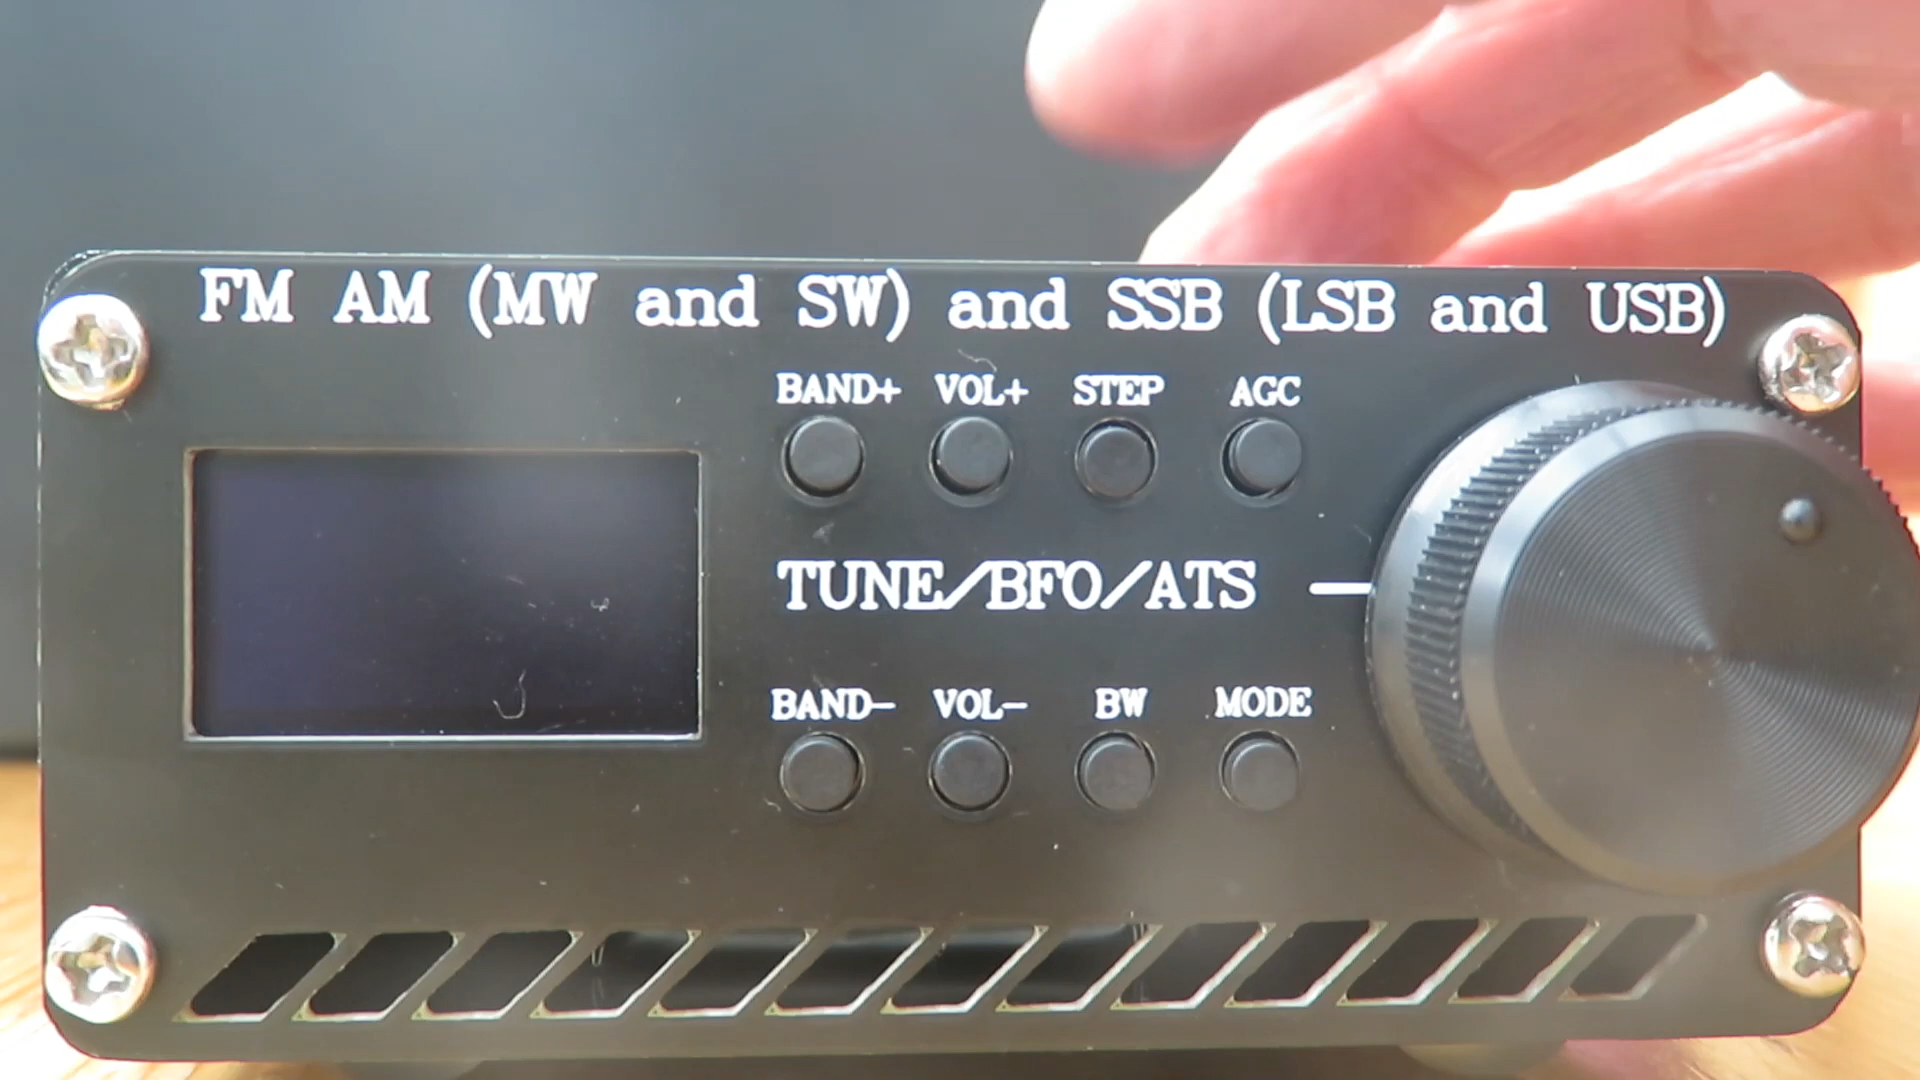 FM AM (MW and SW) and SSB (LSB and USB)
BAND+ VOL+ STEP AGC
TUNE/BFO/ATS
BAND- VOL- BW MODE